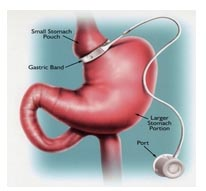 Small Stomach
Pouch
Gastric Band
Larger
Stomach
Portion
Port